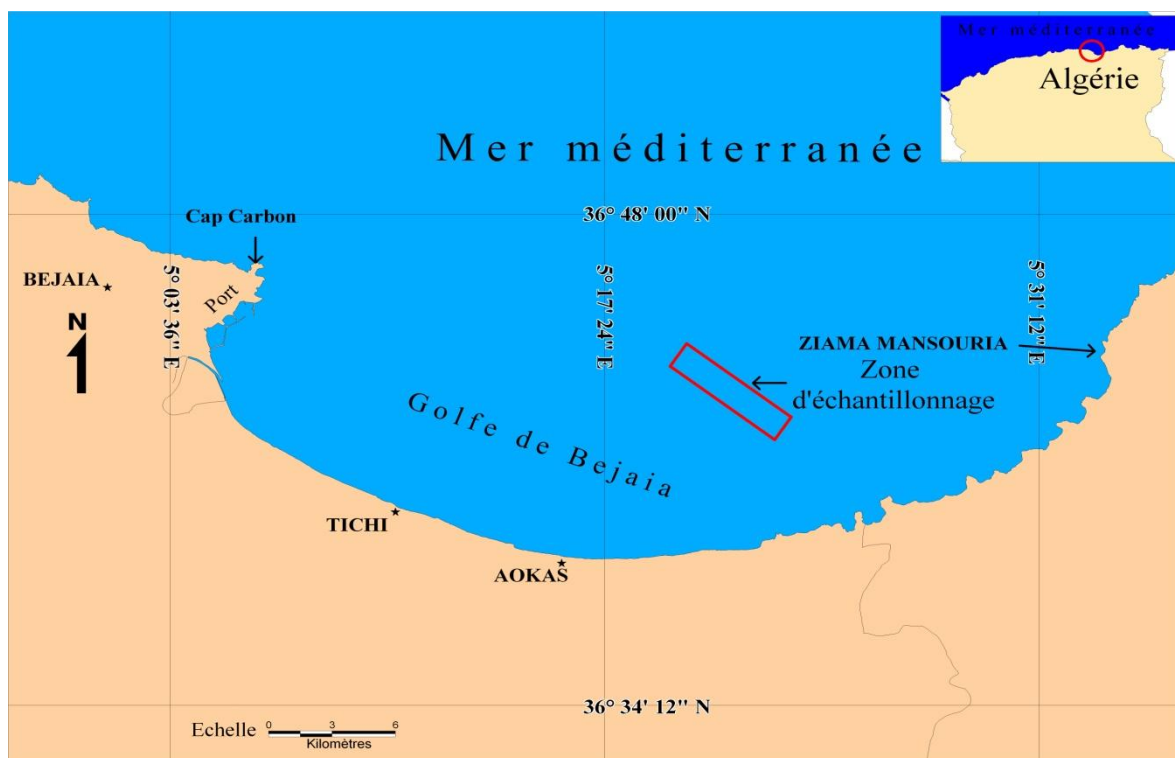 Mer méditerranée
Algérie
Mer méditerranée
36° 48' 00" N
Cap Carbon
BEJAIA
Port
N
5° 03' 36" E
5° 17' 24" E
5° 31' 12" E
ZIAMA MANSOURIA
Zone
d'échantillonnage
Golfe de Bejaia
TICHI
AOKAS
36° 34' 12" N
Echelle
0 3 6
Kilomètres